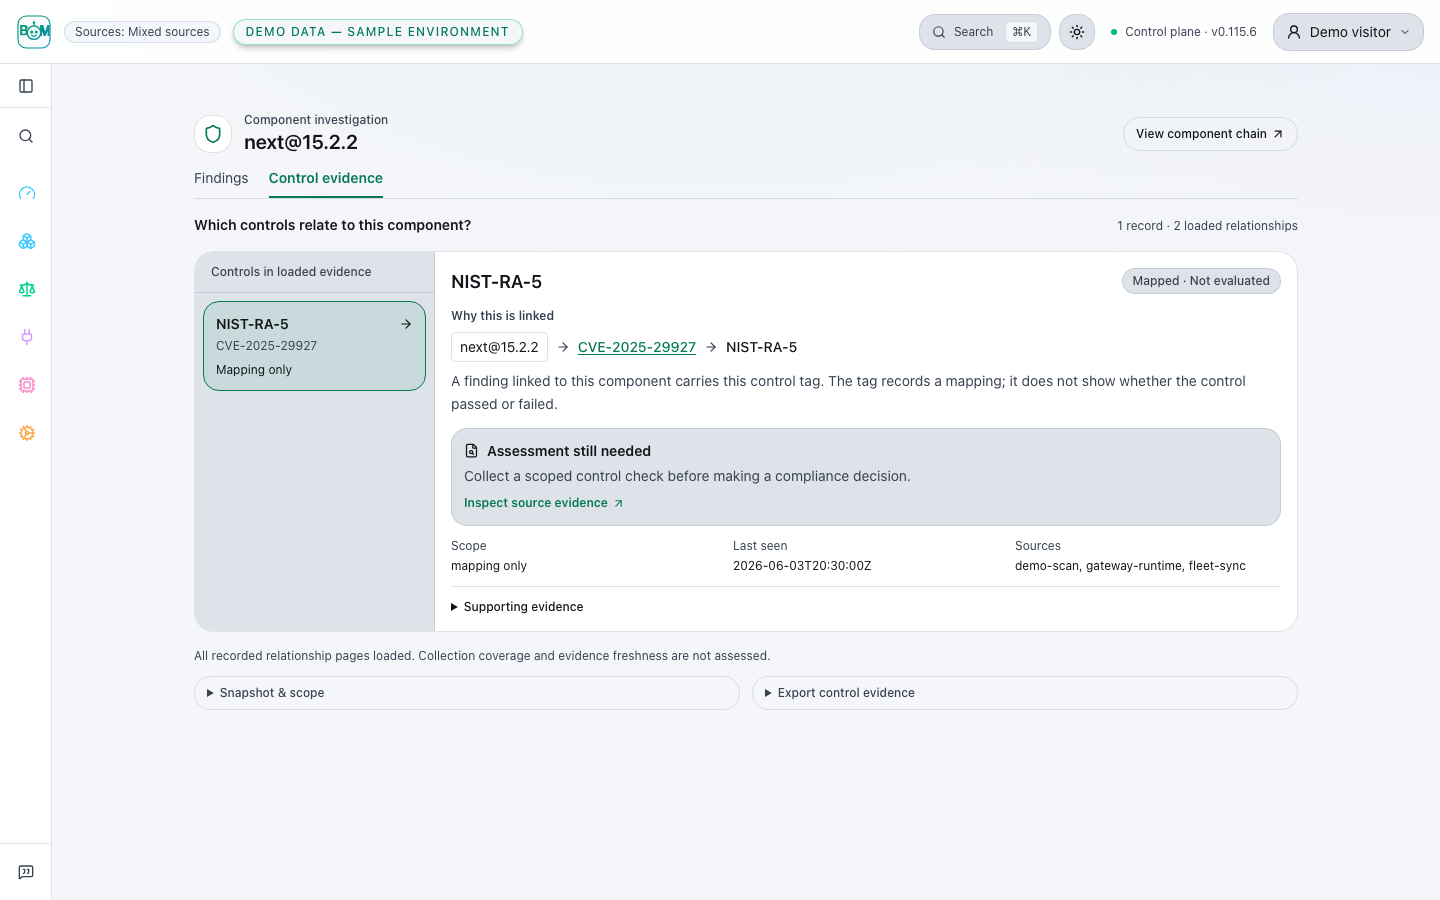 BOM
Sources: Mixed sources
DEMO DATA — SAMPLE ENVIRONMENT
Search ⌘K
Control plane · v0.115.6
Demo visitor
Component investigation
next@15.2.2
View component chain
Findings
Control evidence
Which controls relate to this component?
1 record · 2 loaded relationships
Controls in loaded evidence
NIST-RA-5
CVE-2025-29927
Mapping only
NIST-RA-5
Mapped · Not evaluated
Why this is linked
next@15.2.2 → CVE-2025-29927 → NIST-RA-5
A finding linked to this component carries this control tag. The tag records a mapping; it does not show whether the control
passed or failed.
Assessment still needed
Collect a scoped control check before making a compliance decision.
Inspect source evidence
Scope
mapping only
Last seen
2026-06-03T20:30:00Z
Sources
demo-scan, gateway-runtime, fleet-sync
Supporting evidence
All recorded relationship pages loaded. Collection coverage and evidence freshness are not assessed.
Snapshot & scope
Export control evidence